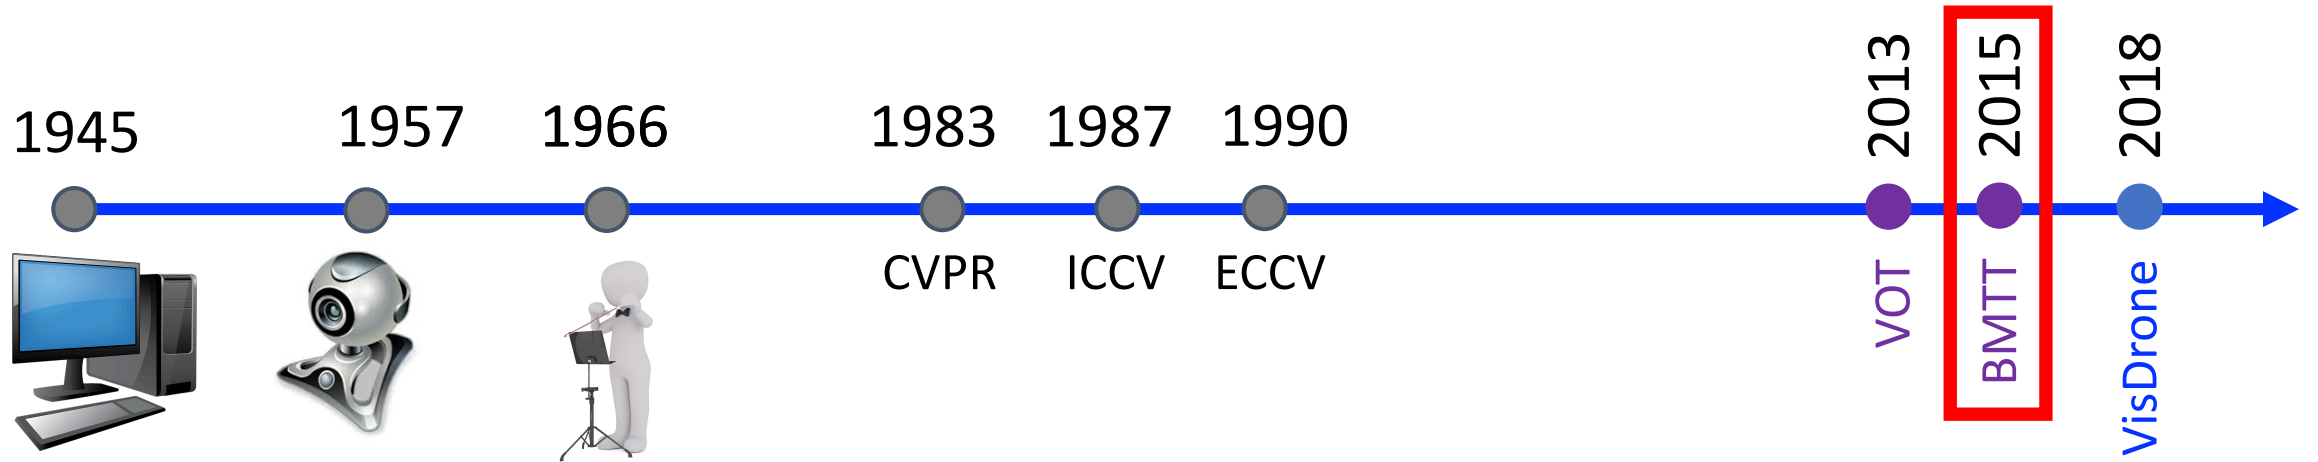 1945
1957
1966
1983
1987
1990
2013
2015
2018
CVPR
ICCV
ECCV
VOT
BMTT
VisDrone